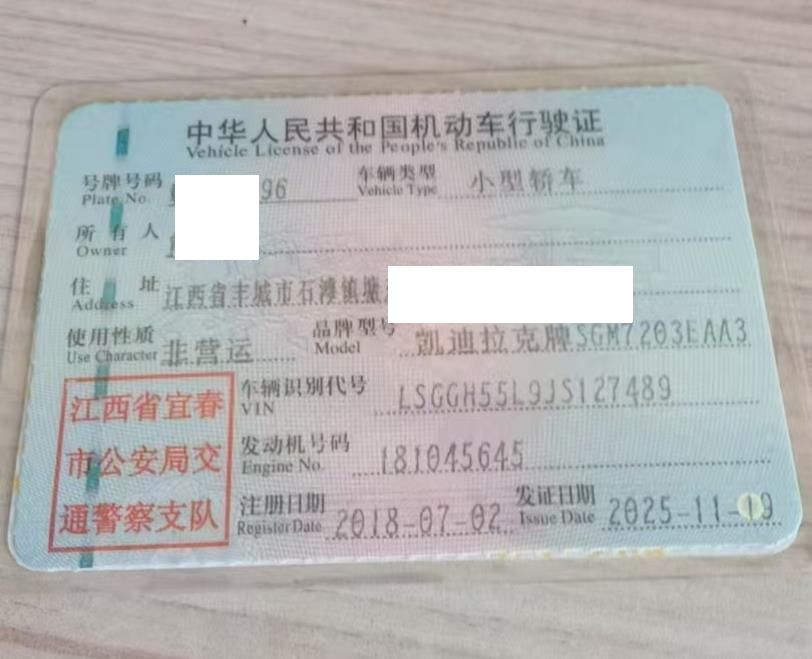 中华人民共和国机动车行驶证
Vehicle License of the People's Republic of China
号牌号码 96 车辆类型 小型轿车
Plate No. Vehicle Type
所有人
Owner
住址 江西省丰城市石滩镇
Address
使用性质 非营运 品牌型号 凯迪拉克牌SGM7203EAA3
Use Character Model
江西省宜春
市公安局交
通警察支队
车辆识别代号 LSGGH55L9JS127489
VIN
发动机号码 181045645
Engine No.
注册日期 2018-07-02 发证日期 2025-11-19
Register Date Issue Date